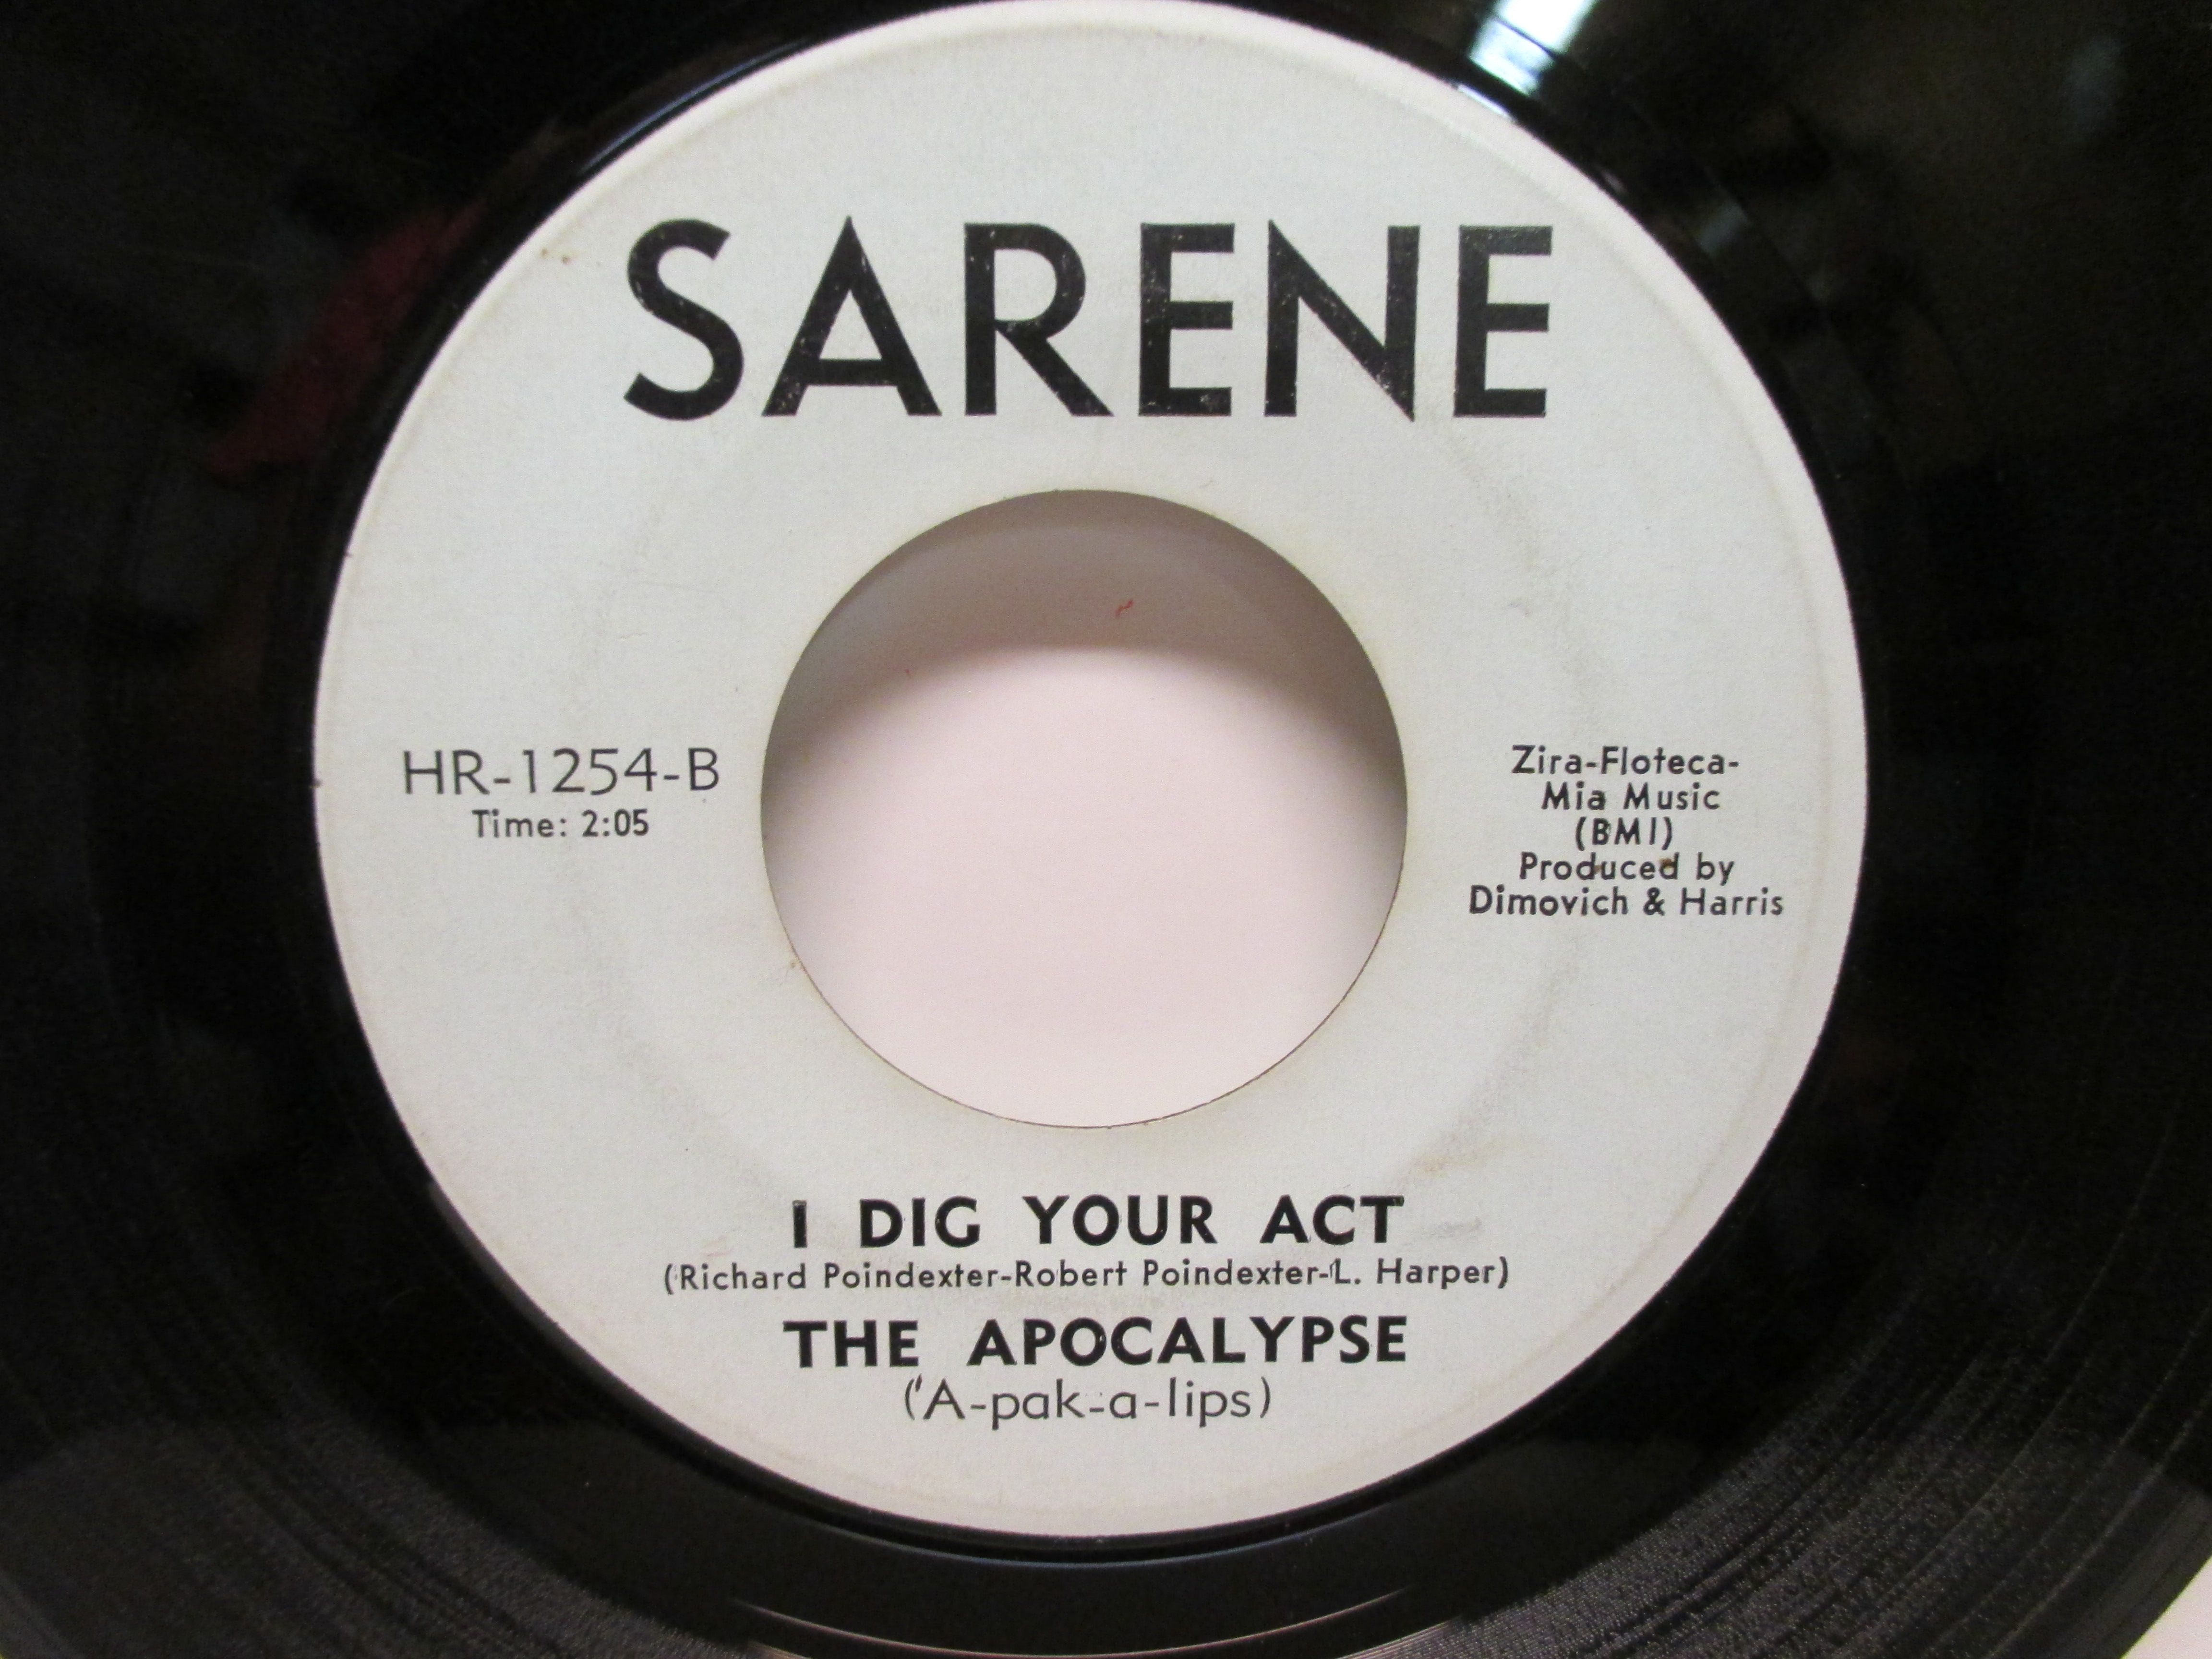 SARENE
HR-1254-B
Time: 2:05
Zira-Floteca-
Mia Music
(BMI)
Produced by
Dimovich & Harris
I DIG YOUR ACT
(Richard Poindexter-Robert Poindexter-L. Harper)
THE APOCALYPSE
('A-pak-a-lips)